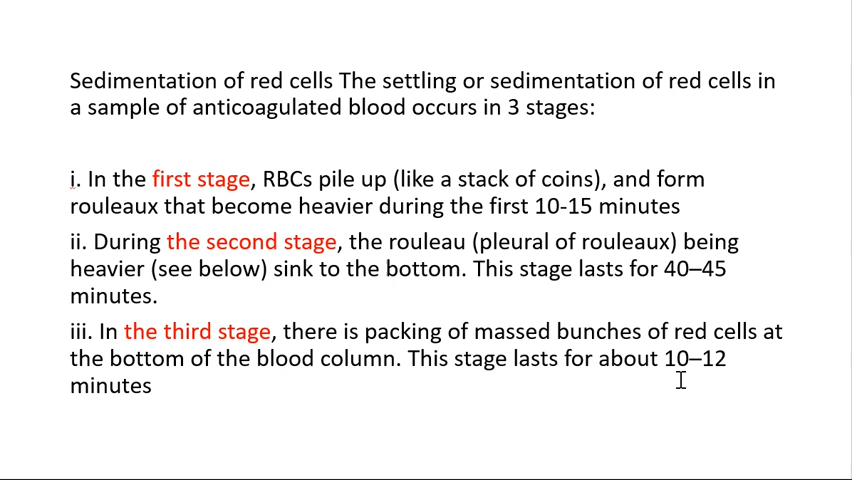 Sedimentation of red cells The settling or sedimentation of red cells in
a sample of anticoagulated blood occurs in 3 stages:
i. In the first stage, RBCs pile up (like a stack of coins), and form
rouleaux that become heavier during the first 10-15 minutes
ii. During the second stage, the rouleau (pleural of rouleaux) being
heavier (see below) sink to the bottom. This stage lasts for 40–45
minutes.
iii. In the third stage, there is packing of massed bunches of red cells at
the bottom of the blood column. This stage lasts for about 10–12
minutes